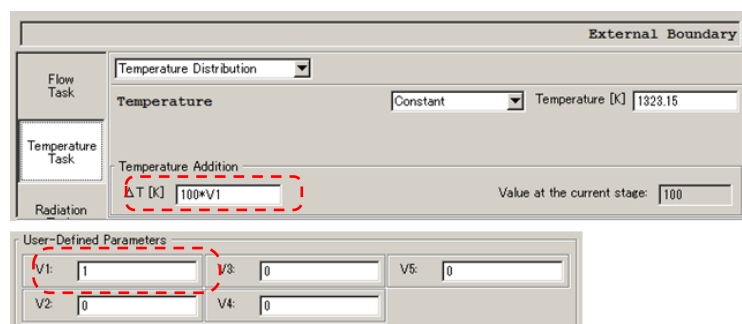 External Boundary
Flow
Task
Temperature Distribution
Temperature Constant Temperature [K] 1323.15
Temperature
Task
Temperature Addition
ΔT [K] 100*V1 Value at the current stage: 100
Radiation
User-Defined Parameters
V1: 1 V3: 0 V5: 0
V2: 0 V4: 0